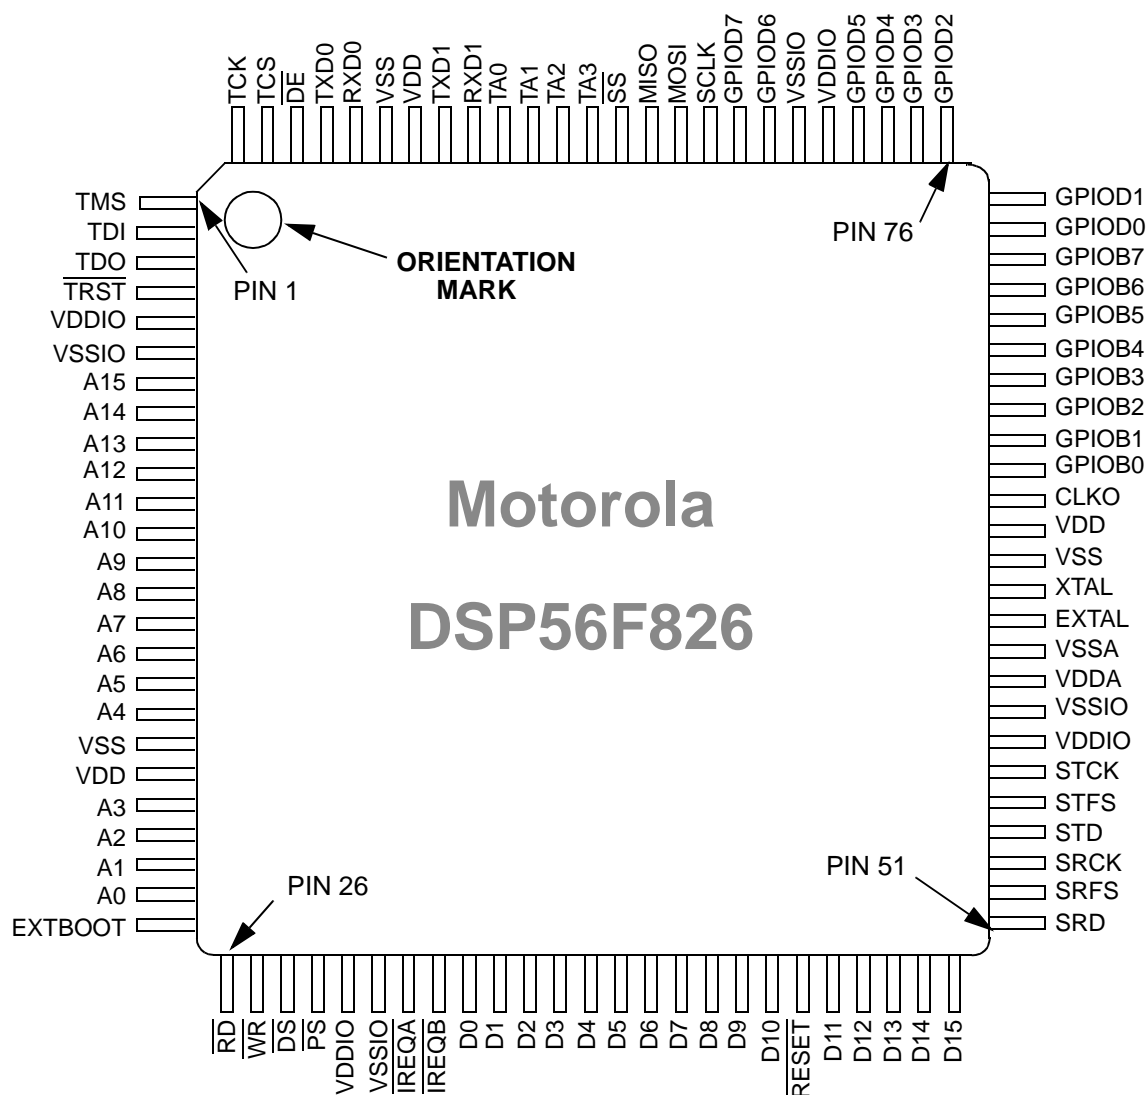 TCK
TCS
DE
TXD0
RXD0
VSS
VDD
TXD1
RXD1
TA0
TA1
TA2
TA3
SS
MISO
MOSI
SCLK
GPIOD7
GPIOD6
VSSIO
VDDIO
GPIOD5
GPIOD4
GPIOD3
GPIOD2
TMS
TDI
TDO
TRST
VDDIO
VSSIO
A15
A14
A13
A12
A11
A10
A9
A8
A7
A6
A5
A4
VSS
VDD
A3
A2
A1
A0
EXTBOOT
PIN 1
ORIENTATION
MARK
PIN 76
Motorola
DSP56F826
PIN 26
PIN 51
GPIOD1
GPIOD0
GPIOB7
GPIOB6
GPIOB5
GPIOB4
GPIOB3
GPIOB2
GPIOB1
GPIOB0
CLKO
VDD
VSS
XTAL
EXTAL
VSSA
VDDA
VSSIO
VDDIO
STCK
STFS
STD
SRCK
SRFS
SRD
RD
WR
DS
PS
VDDIO
VSSIO
IREQA
IREQB
D0
D1
D2
D3
D4
D5
D6
D7
D8
D9
D10
RESET
D11
D12
D13
D14
D15